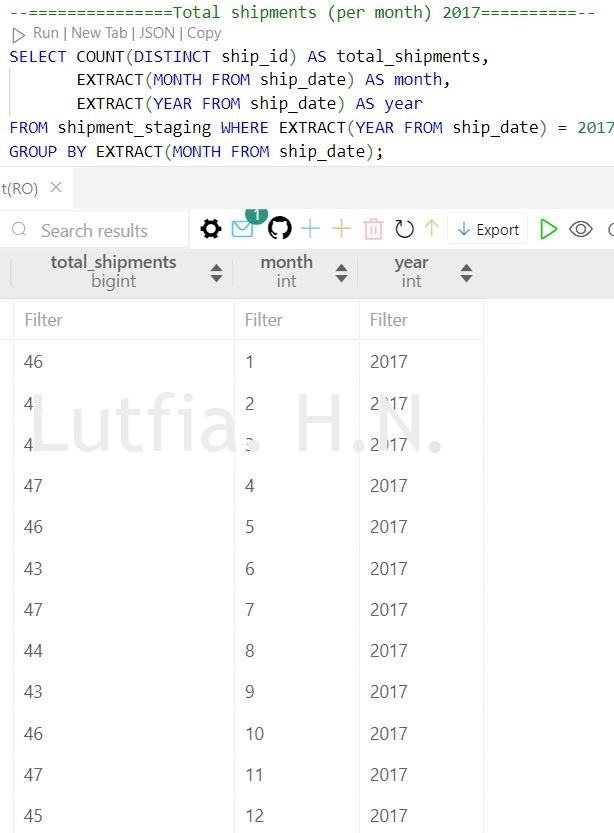 --===============Total shipments (per month) 2017==========--
Run | New Tab | JSON | Copy
SELECT COUNT(DISTINCT ship_id) AS total_shipments,
EXTRACT(MONTH FROM ship_date) AS month,
EXTRACT(YEAR FROM ship_date) AS year
FROM shipment_staging WHERE EXTRACT(YEAR FROM ship_date) = 2017
GROUP BY EXTRACT(MONTH FROM ship_date);
t(RO)
Search results 1 Export
total_shipments month year
bigint int int
Filter Filter Filter
46 1 2017
2 2017
3 2017
Lutfia. H.N.
47 4 2017
46 5 2017
43 6 2017
47 7 2017
44 8 2017
43 9 2017
46 10 2017
47 11 2017
45 12 2017